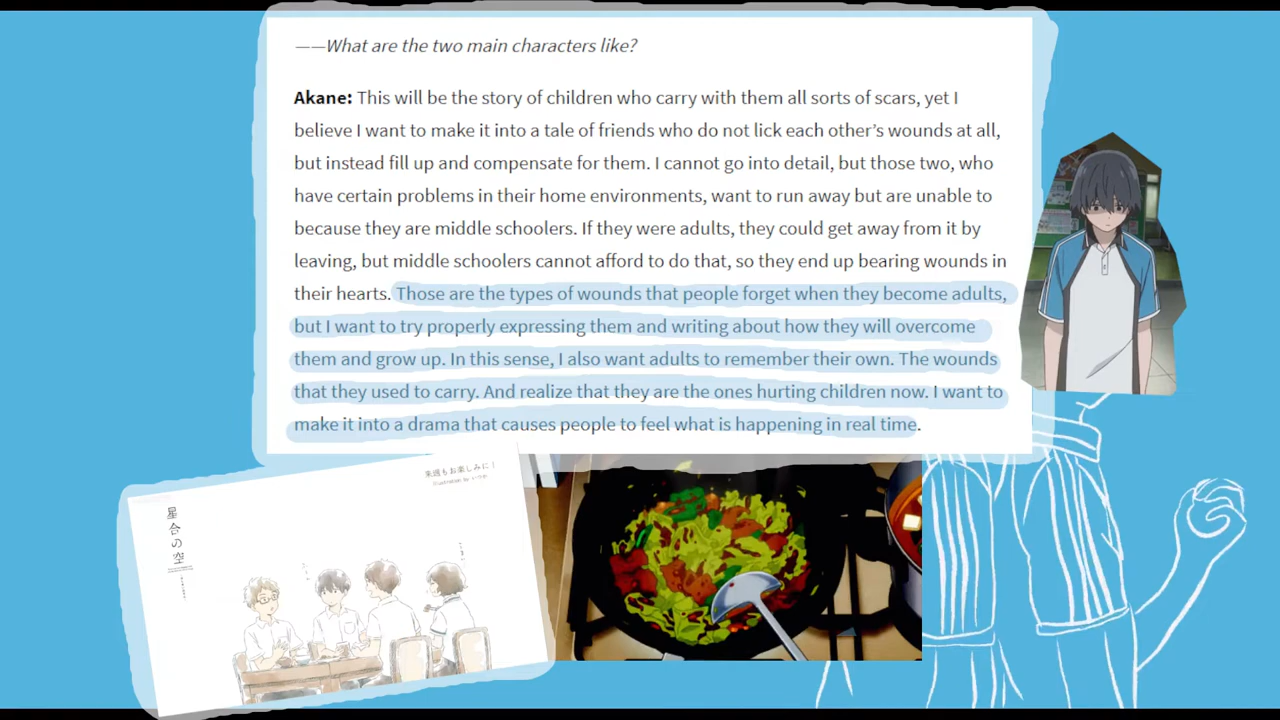 ——What are the two main characters like?
Akane: This will be the story of children who carry with them all sorts of scars, yet I
believe I want to make it into a tale of friends who do not lick each other’s wounds at all,
but instead fill up and compensate for them. I cannot go into detail, but those two, who
have certain problems in their home environments, want to run away but are unable to
because they are middle schoolers. If they were adults, they could get away from it by
leaving, but middle schoolers cannot afford to do that, so they end up bearing wounds in
their hearts. Those are the types of wounds that people forget when they become adults,
but I want to try properly expressing them and writing about how they will overcome
them and grow up. In this sense, I also want adults to remember their own. The wounds
that they used to carry. And realize that they are the ones hurting children now. I want to
make it into a drama that causes people to feel what is happening in real time.
来週もお楽しみに！
星合の空